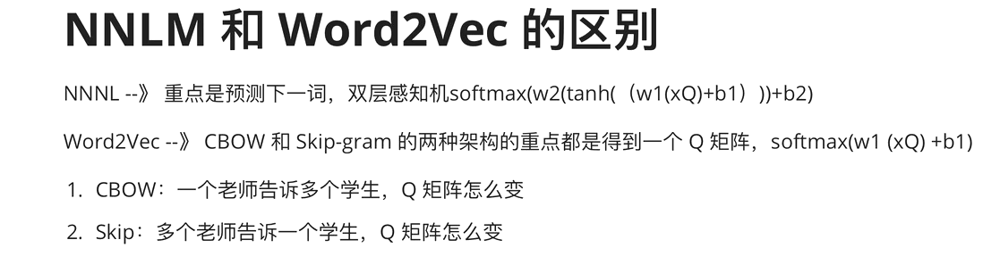 NNLM 和 Word2Vec 的区别
NNNL --》 重点是预测下一词，双层感知机softmax(w2(tanh(（w1(xQ)+b1）))+b2)
Word2Vec --》 CBOW 和 Skip-gram 的两种架构的重点都是得到一个 Q 矩阵，softmax(w1 (xQ) +b1)
1. CBOW：一个老师告诉多个学生，Q 矩阵怎么变
2. Skip：多个老师告诉一个学生，Q 矩阵怎么变